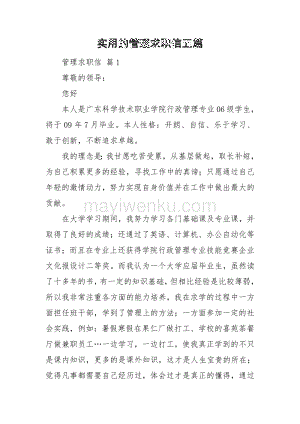 实用的管理求职信五篇
管理求职信 篇1
尊敬的领导：
您好
本人是广东科学技术职业学院行政管理专业06级学生，
将于09年7月毕业。本人性格：开朗、自信、乐于学习、
敢于创新，不断追求卓越。
我的理念是：我甘愿吃苦受累。从基层做起，取长补短，
为自己积累更多的经验，寻找工作中的真谛；只愿通过自己
年轻的激情动力，努力实现自身价值并在工作中做出最大的
贡献。
在大学学习期间，我努力学习各门基础课及专业课，并
取得了良好的成绩；还通过了英语、计算机、办公自动化等
证书；而且在专业上还获得学院行政管理专业技能竞赛企业
文化报设计二等奖。而我认为一个大学应届毕业生，虽然读
了十多年的书，有一定的知识基础。但相比经验是比较薄弱，
所以我非常注重各方面的能力培养。我在求学的过程中一方
面担任班干部，学到了管理上的方法；一方面参加一定的社
会实践，例如：暑假寒假在果仁厂做打工、学校的喜苑茶餐
厅做兼职员工…一边学习。一边打工。使我真正学到的不只
是课内知识，更多的是课外知识。这才是人生宝贵的所在；
觉得凡事都需要自己经历过。体会过才是真正的懂得，通过
mayiwenku.com